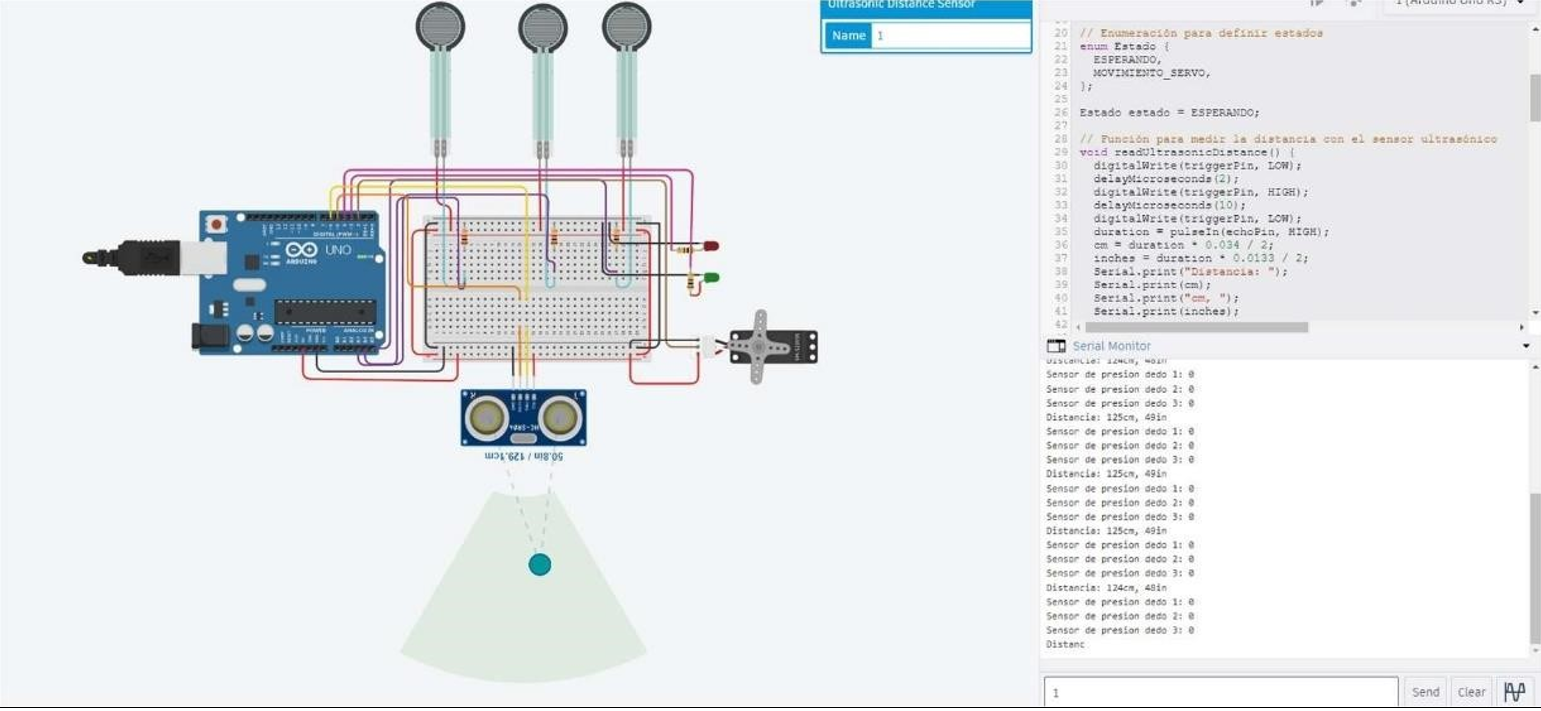 Ultrasonic Distance Sensor
Name 1
1 (Arduino Uno R3)
20 // Enumeración para definir estados
21 enum Estado {
22 ESPERANDO,
23 MOVIMIENTO_SERVO,
24 };
25
26 Estado estado = ESPERANDO;
27
28 // Función para medir la distancia con el sensor ultrasónico
29 void readUltrasonicDistance() {
30 digitalWrite(triggerPin, LOW);
31 delayMicroseconds(2);
32 digitalWrite(triggerPin, HIGH);
33 delayMicroseconds(10);
34 digitalWrite(triggerPin, LOW);
35 duration = pulseIn(echoPin, HIGH);
36 cm = duration * 0.034 / 2;
37 inches = duration * 0.0133 / 2;
38 Serial.print("Distancia: ");
39 Serial.print(cm);
40 Serial.print("cm, ");
41 Serial.print(inches);
42
Serial Monitor
Distancia: 124cm, 48in
Sensor de presion dedo 1: 0
Sensor de presion dedo 2: 0
Sensor de presion dedo 3: 0
Distancia: 125cm, 49in
Sensor de presion dedo 1: 0
Sensor de presion dedo 2: 0
Sensor de presion dedo 3: 0
Distancia: 125cm, 49in
Sensor de presion dedo 1: 0
Sensor de presion dedo 2: 0
Sensor de presion dedo 3: 0
Distancia: 125cm, 49in
Sensor de presion dedo 1: 0
Sensor de presion dedo 2: 0
Sensor de presion dedo 3: 0
Distancia: 124cm, 48in
Sensor de presion dedo 1: 0
Sensor de presion dedo 2: 0
Sensor de presion dedo 3: 0
Distanc
1
Send
Clear
DIGITAL (PWM ~)
UNO
ARDUINO
POWER
ANALOG IN
HC-SR04
50.8in / 129.1cm